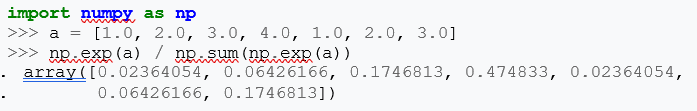 import numpy as np
>>> a = [1.0, 2.0, 3.0, 4.0, 1.0, 2.0, 3.0]
>>> np.exp(a) / np.sum(np.exp(a))
. array([0.02364054, 0.06426166, 0.1746813, 0.474833, 0.02364054,
. 0.06426166, 0.1746813])